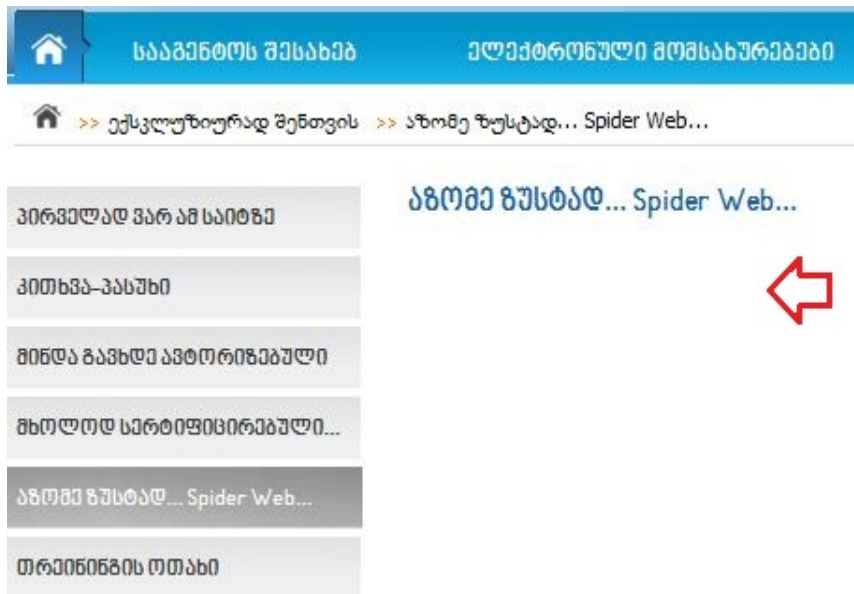 სააგენტოს შესახებ ელექტრონული მომსახურებები
>> ექსკლუზიურად შენთვის >> აზომე ზუსტად... Spider Web...
აზომე ზუსტად... Spider Web...
პირველად ვარ ამ საიტზე
კითხვა-პასუხი
მინდა გავხდე ავტორიზებული
მხოლოდ სერტიფიცირებული...
აზომე ზუსტად... Spider Web...
თრეინინგის ოთახი